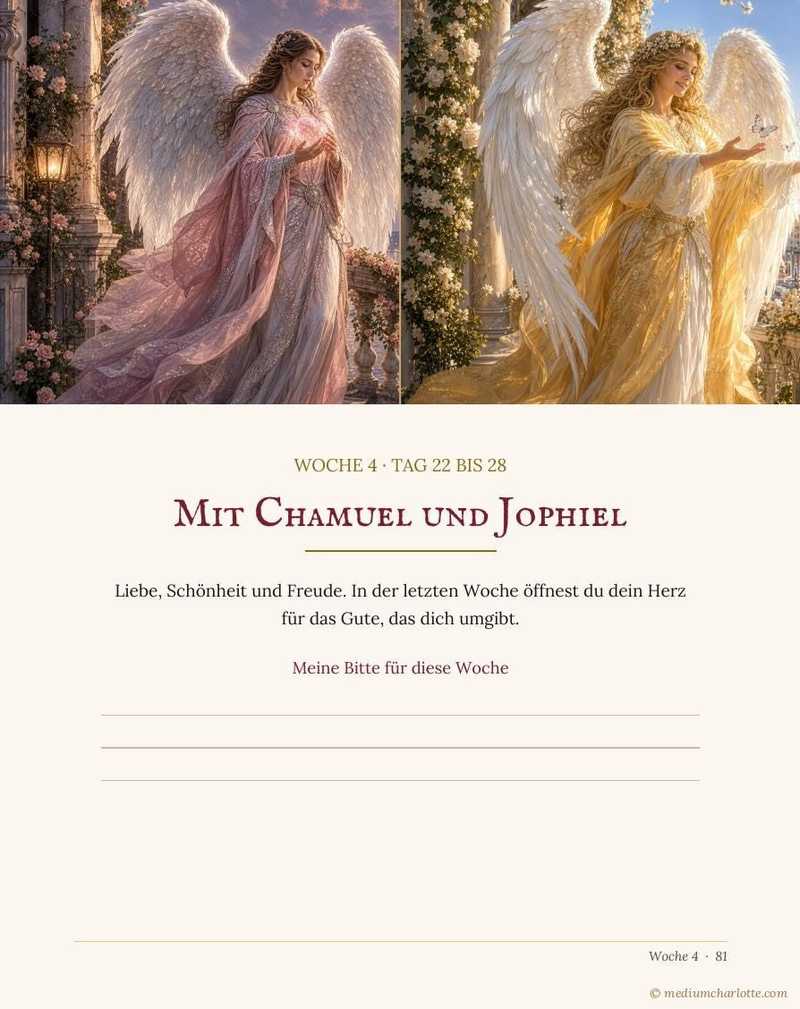 WOCHE 4 · TAG 22 BIS 28
Mit Chamuel und Jophiel
Liebe, Schönheit und Freude. In der letzten Woche öffnest du dein Herz
für das Gute, das dich umgibt.
Meine Bitte für diese Woche
Woche 4 · 81
© mediumcharlotte.com